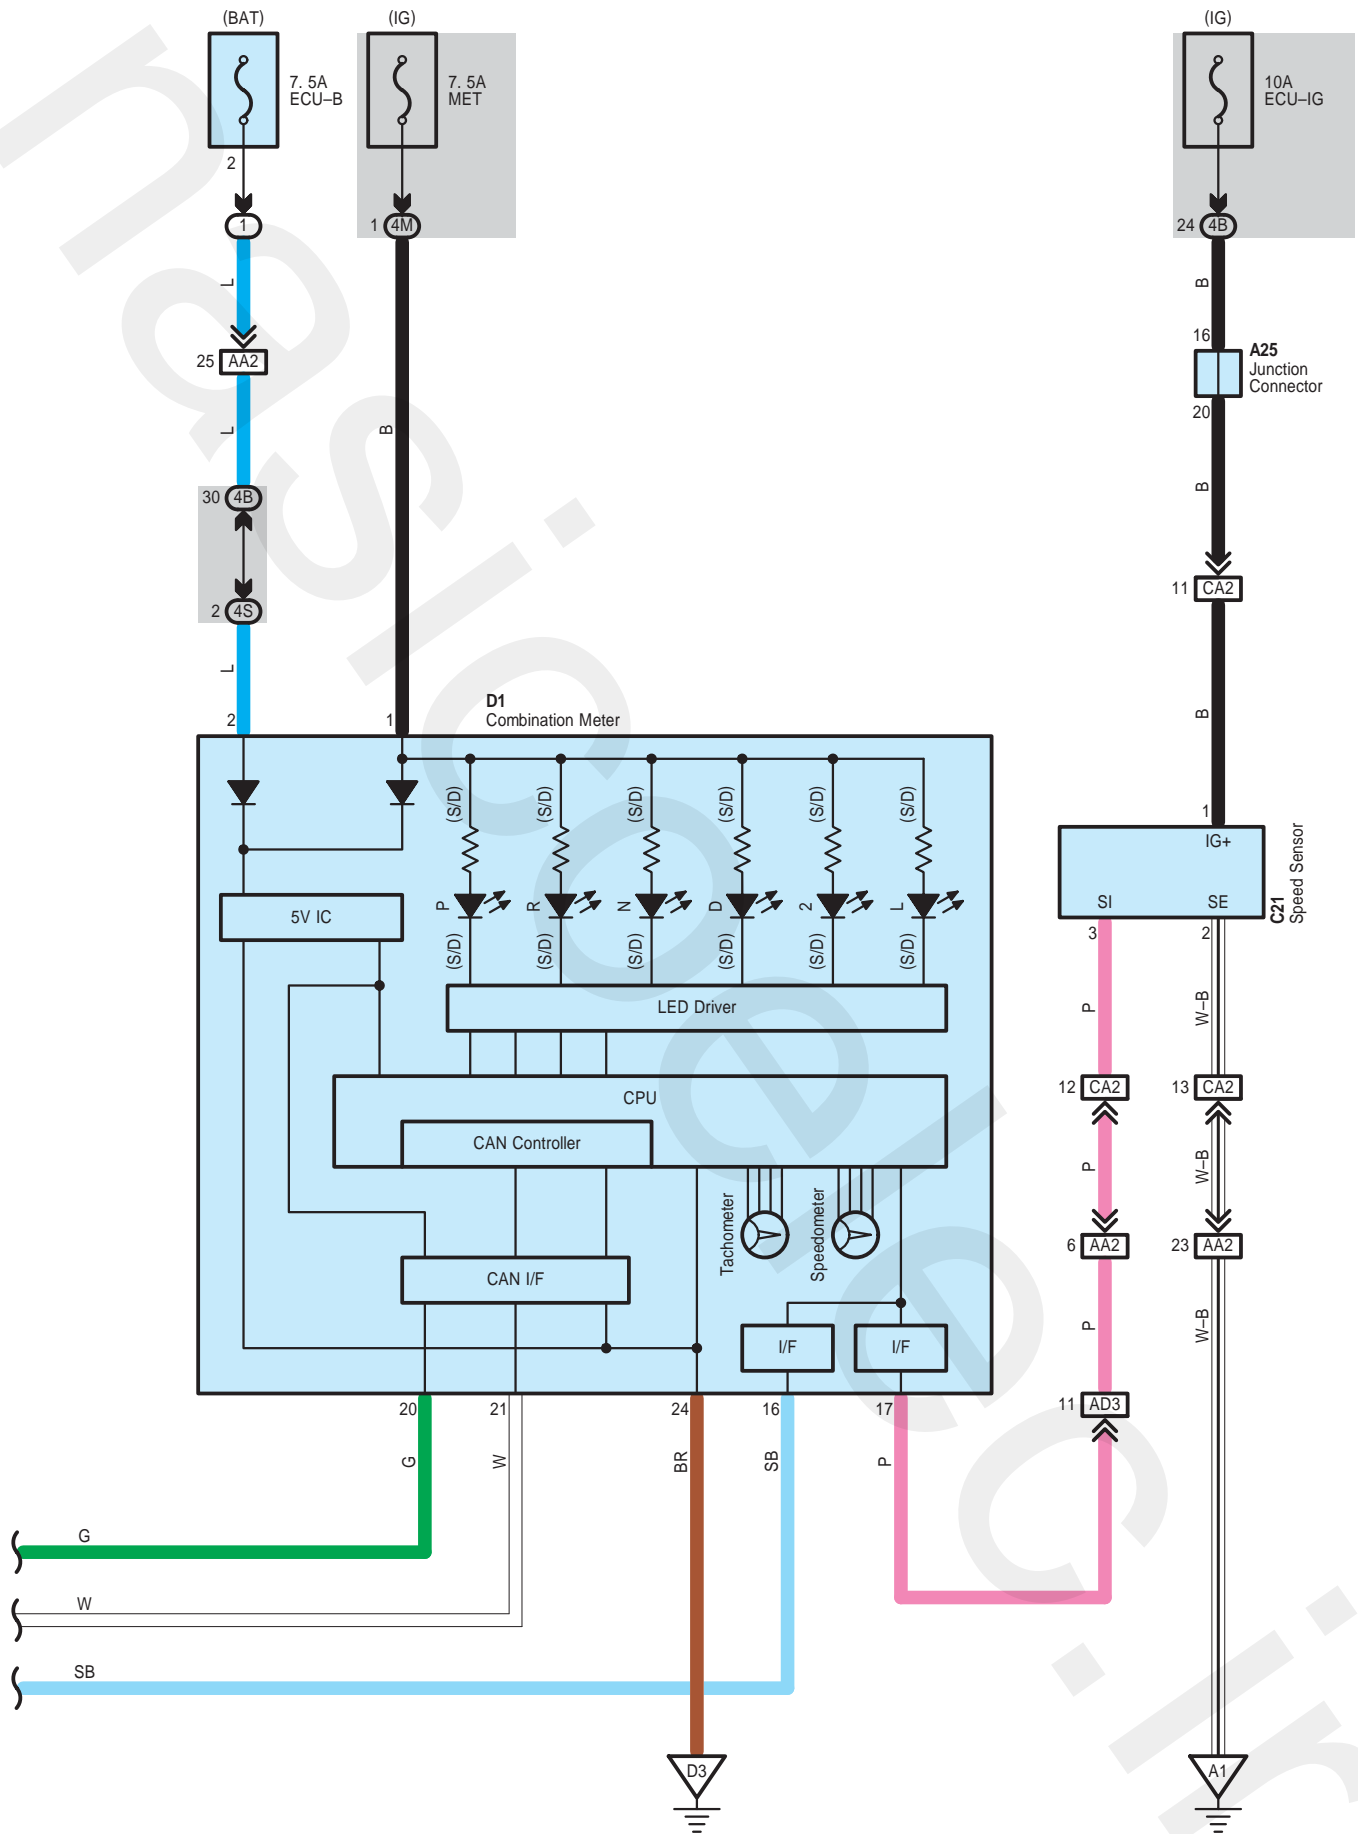 (BAT)
(IG)
(IG)
7. 5A
ECU–B
7. 5A
MET
10A
ECU–IG
2
1
1 4M
24 4B
L
B
16
A25
Junction
Connector
25 AA2
20
L
B
B
30 4B
11 CA2
2 4S
L
B
D1
Combination Meter
2
1
1
(S/D) (S/D) (S/D) (S/D) (S/D) (S/D)
IG+
SI
SE
C21
Speed Sensor
P R N D 2 L
5V IC
3
2
(S/D) (S/D) (S/D) (S/D) (S/D) (S/D)
LED Driver
P
W–B
CPU
12 CA2
13 CA2
CAN Controller
P
W–B
Tachometer
Speedometer
6 AA2
23 AA2
CAN I/F
P
W–B
I/F
I/F
20
21
24
16
17
11 AD3
G
W
BR
SB
P
G
W
SB
D3
A1
nasicoelec.ir